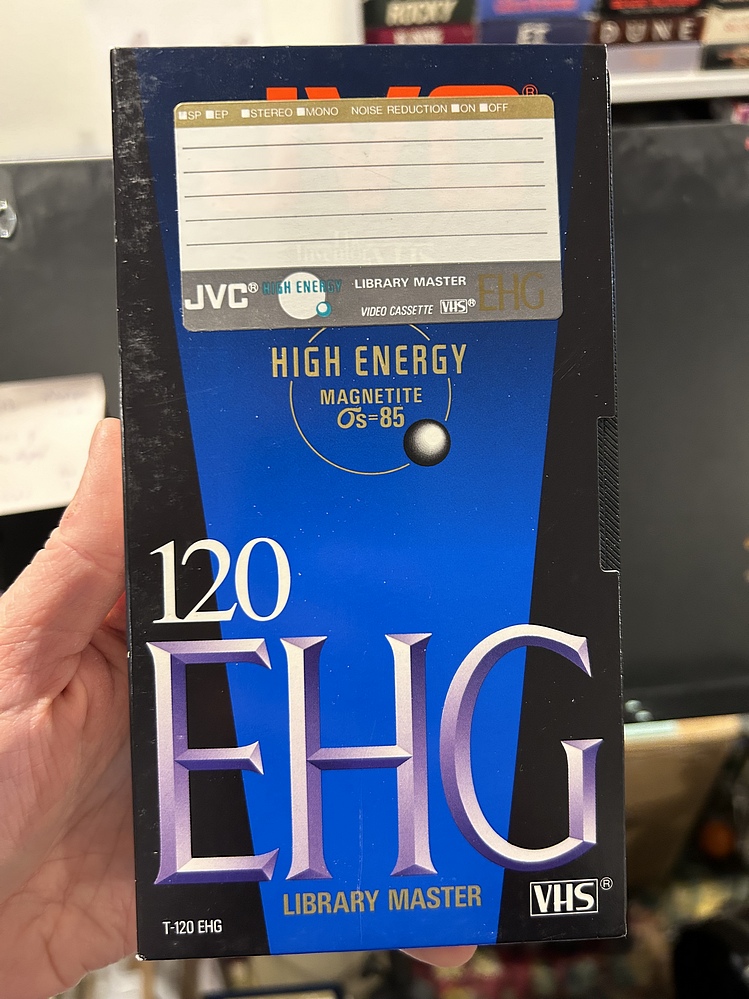 ROCKY
DUNE
JVC®
SP EP STEREO MONO NOISE REDUCTION ON OFF
JVC® HIGH ENERGY LIBRARY MASTER EHG
VIDEO CASSETTE VHS®
HIGH ENERGY
MAGNETITE
σs=85
120
EHG
LIBRARY MASTER
VHS®
T-120 EHG